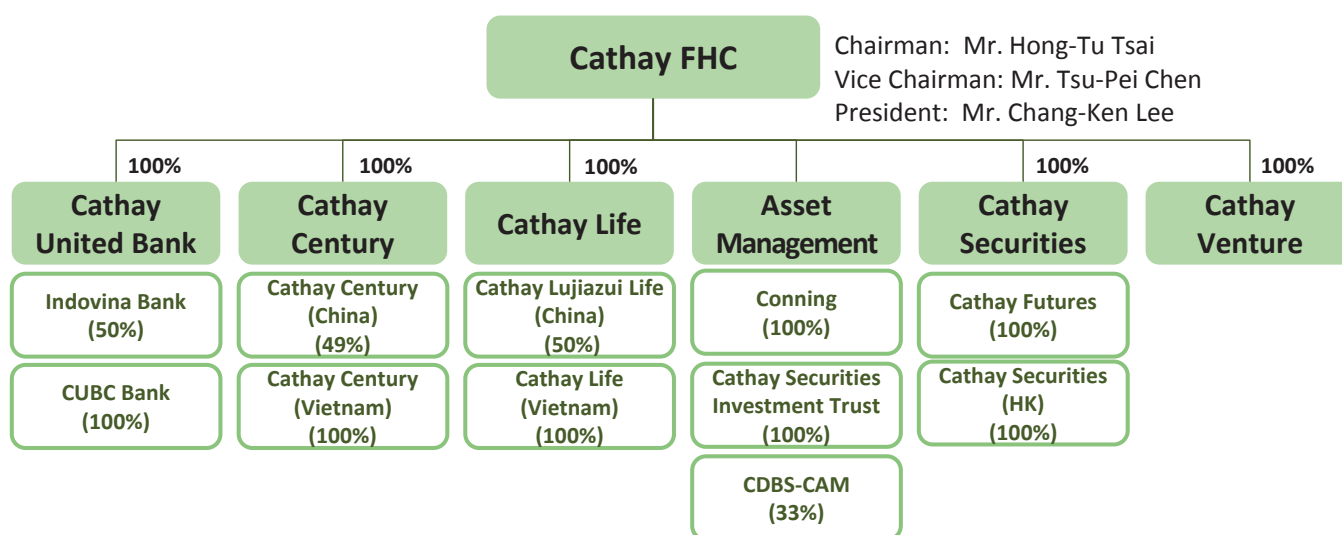 Cathay FHC
Chairman: Mr. Hong-Tu Tsai
Vice Chairman: Mr. Tsu-Pei Chen
President: Mr. Chang-Ken Lee
100%
100%
100%
100%
100%
Cathay
United Bank
Cathay
Century
Cathay Life
Asset
Management
Cathay
Securities
Cathay
Venture
Indovina Bank
(50%)
Cathay Century
(China)
(49%)
Cathay Lujiazui Life
(China)
(50%)
Conning
(100%)
Cathay Futures
(100%)
CUBC Bank
(100%)
Cathay Century
(Vietnam)
(100%)
Cathay Life
(Vietnam)
(100%)
Cathay Securities
Investment Trust
(100%)
Cathay Securities
(HK)
(100%)
CDBS-CAM
(33%)